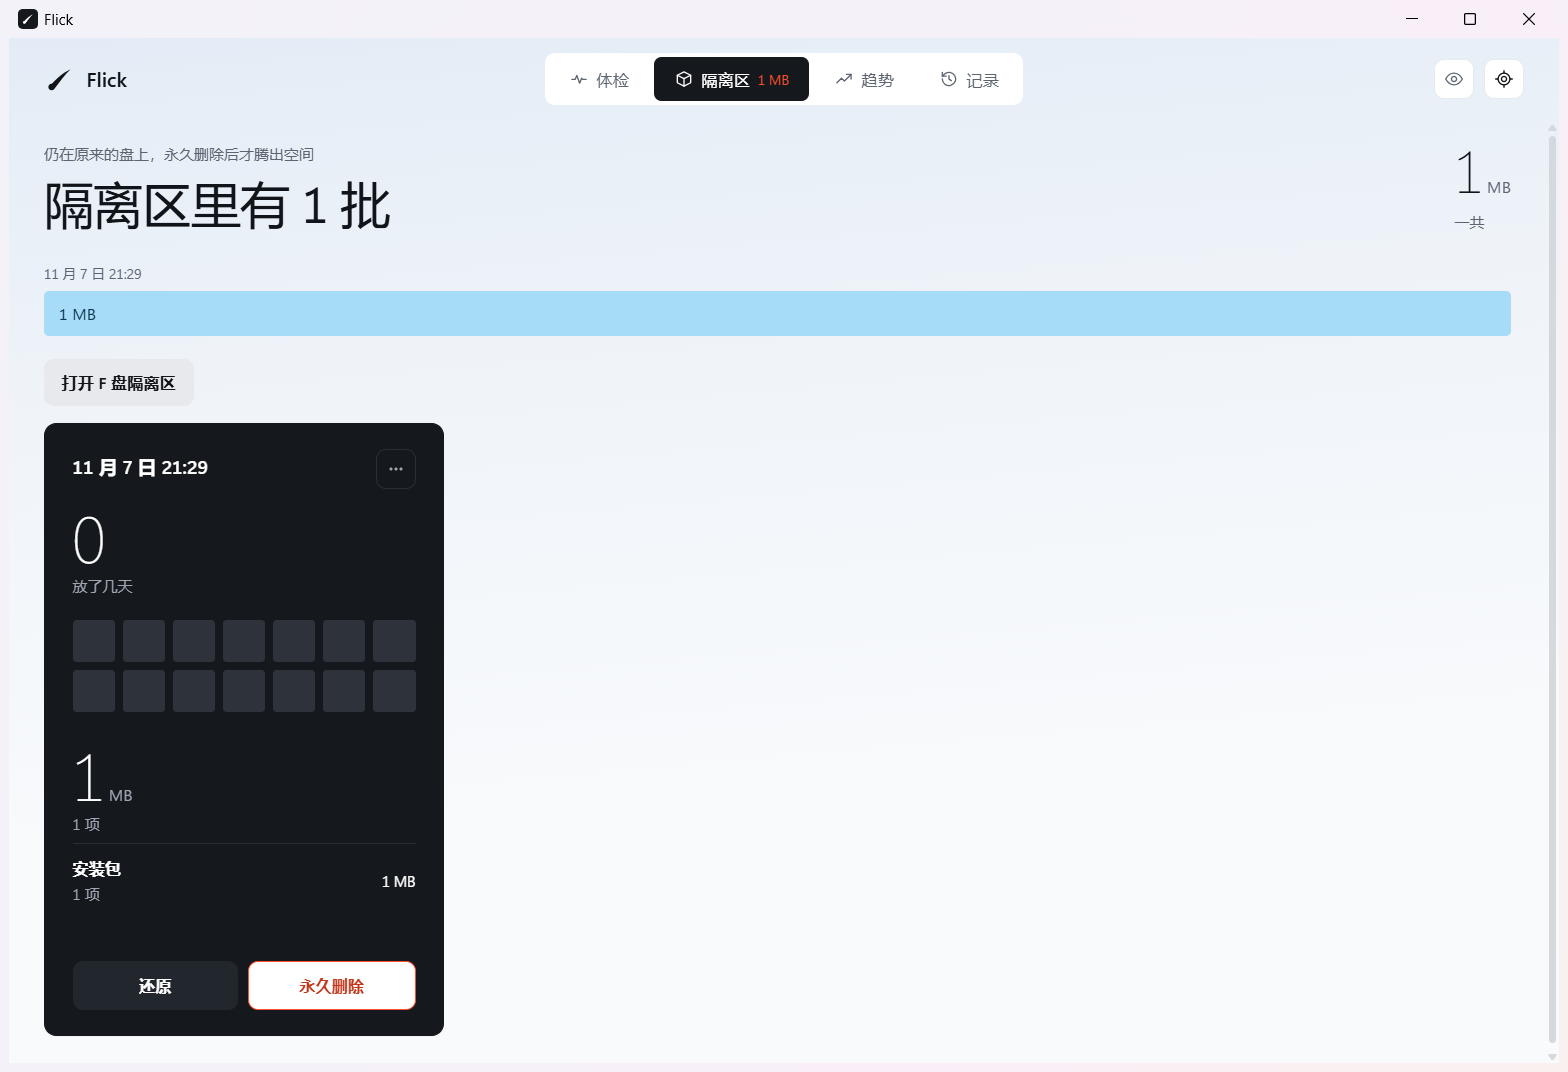 Flick
Flick
体检
隔离区 1 MB
趋势
记录
仍在原来的盘上，永久删除后才腾出空间
隔离区里有 1 批
1 MB
一共
11 月 7 日 21:29
1 MB
打开 F 盘隔离区
11 月 7 日 21:29
0
放了几天
1 MB
1 项
安装包
1 项
1 MB
还原
永久删除